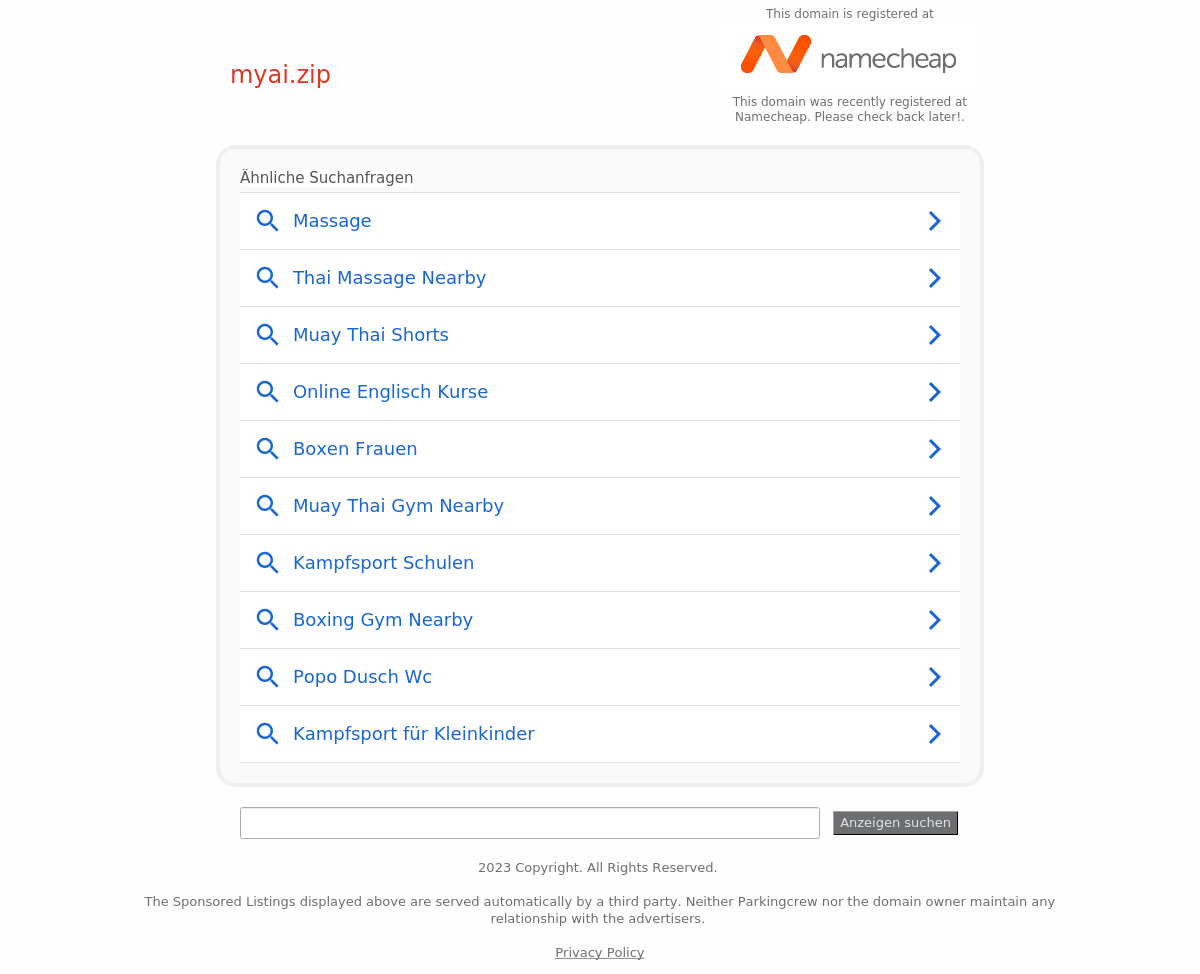 This domain is registered at
namecheap
myai.zip
This domain was recently registered at
Namecheap. Please check back later!.
Ähnliche Suchanfragen
Massage
Thai Massage Nearby
Muay Thai Shorts
Online Englisch Kurse
Boxen Frauen
Muay Thai Gym Nearby
Kampfsport Schulen
Boxing Gym Nearby
Popo Dusch Wc
Kampfsport für Kleinkinder
Anzeigen suchen
2023 Copyright. All Rights Reserved.
The Sponsored Listings displayed above are served automatically by a third party. Neither Parkingcrew nor the domain owner maintain any
relationship with the advertisers.
Privacy Policy